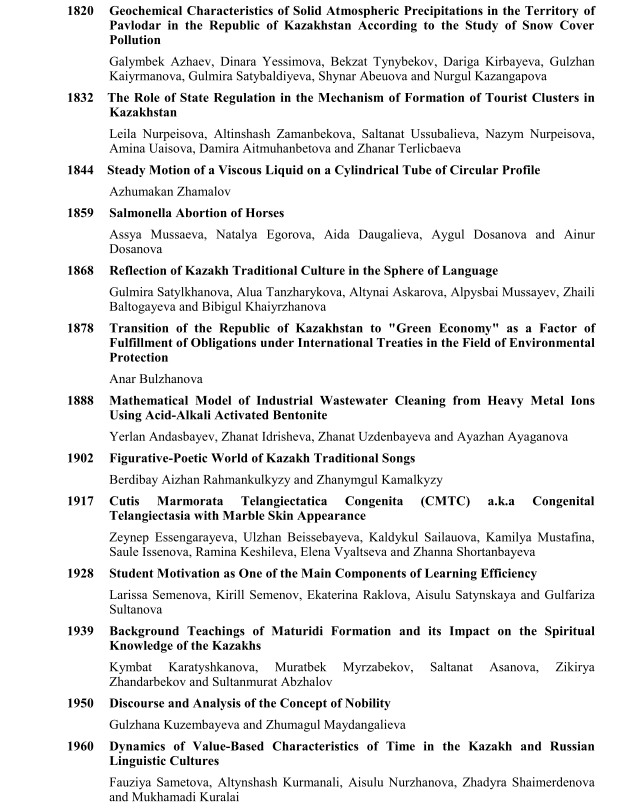 1820 Geochemical Characteristics of Solid Atmospheric Precipitations in the Territory of
Pavlodar in the Republic of Kazakhstan According to the Study of Snow Cover
Pollution
Galymbek Azhaev, Dinara Yessimova, Bekzat Tynybekov, Dariga Kirbayeva, Gulzhan
Kaiyrmanova, Gulmira Satybaldiyeva, Shynar Abeuova and Nurgul Kazangapova
1832 The Role of State Regulation in the Mechanism of Formation of Tourist Clusters in
Kazakhstan
Leila Nurpeisova, Altinshash Zamanbekova, Saltanat Ussubalieva, Nazym Nurpeisova,
Amina Uaisova, Damira Aitmuhanbetova and Zhanar Terlicbaeva
1844 Steady Motion of a Viscous Liquid on a Cylindrical Tube of Circular Profile
Azhumakan Zhamalov
1859 Salmonella Abortion of Horses
Assya Mussaeva, Natalya Egorova, Aida Daugalieva, Aygul Dosanova and Ainur
Dosanova
1868 Reflection of Kazakh Traditional Culture in the Sphere of Language
Gulmira Satylkhanova, Alua Tanzharykova, Altynai Askarova, Alpysbai Mussayev, Zhaili
Baltogayeva and Bibigul Khaiyrzhanova
1878 Transition of the Republic of Kazakhstan to "Green Economy" as a Factor of
Fulfillment of Obligations under International Treaties in the Field of Environmental
Protection
Anar Bulzhanova
1888 Mathematical Model of Industrial Wastewater Cleaning from Heavy Metal Ions
Using Acid-Alkali Activated Bentonite
Yerlan Andasbayev, Zhanat Idrisheva, Zhanat Uzdenbayeva and Ayazhan Ayaganova
1902 Figurative-Poetic World of Kazakh Traditional Songs
Berdibay Aizhan Rahmankulkyzy and Zhanymgul Kamalkyzy
1917 Cutis Marmorata Telangiectatica Congenita (CMTC) a.k.a Congenital
Telangiectasia with Marble Skin Appearance
Zeynep Essengarayeva, Ulzhan Beissebayeva, Kaldykul Sailauova, Kamilya Mustafina,
Saule Issenova, Ramina Keshileva, Elena Vyaltseva and Zhanna Shortanbayeva
1928 Student Motivation as One of the Main Components of Learning Efficiency
Larissa Semenova, Kirill Semenov, Ekaterina Raklova, Aisulu Satynskaya and Gulfariza
Sultanova
1939 Background Teachings of Maturidi Formation and its Impact on the Spiritual
Knowledge of the Kazakhs
Kymbat Karatyshkanova, Muratbek Myrzabekov, Saltanat Asanova, Zikirya
Zhandarbekov and Sultanmurat Abzhalov
1950 Discourse and Analysis of the Concept of Nobility
Gulzhana Kuzembayeva and Zhumagul Maydangalieva
1960 Dynamics of Value-Based Characteristics of Time in the Kazakh and Russian
Linguistic Cultures
Fauziya Sametova, Altynshash Kurmanali, Aisulu Nurzhanova, Zhadyra Shaimerdenova
and Mukhamadi Kuralai